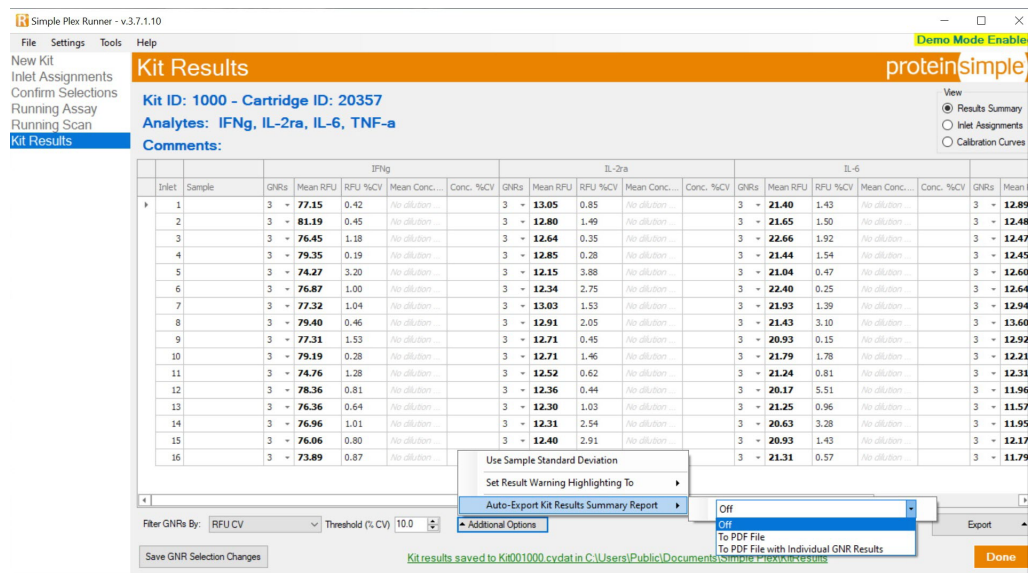 Simple Plex Runner - v.3.7.1.10
File Settings Tools Help
Demo Mode Enable
New Kit
Inlet Assignments
Confirm Selections
Running Assay
Running Scan
Kit Results
Kit Results
proteinsimple
Kit ID: 1000 - Cartridge ID: 20357
Analytes: IFNg, IL-2ra, IL-6, TNF-a
Comments:
View
Results Summary
Inlet Assignments
Calibration Curves
IFNg IL-2ra IL-6
Inlet Sample GNRs Mean RFU RFU %CV Mean Conc.... Conc. %CV GNRs Mean RFU RFU %CV Mean Conc.... Conc. %CV GNRs Mean RFU RFU %CV Mean Conc.... Conc. %CV GNRs Mean
1 3 77.15 0.42 No dilution ... 3 13.05 0.85 No dilution ... 3 21.40 1.43 No dilution ... 3 12.89
2 3 81.19 0.45 No dilution ... 3 12.80 1.49 No dilution ... 3 21.65 1.50 No dilution ... 3 12.48
3 3 76.45 1.18 No dilution ... 3 12.64 0.35 No dilution ... 3 22.66 1.92 No dilution ... 3 12.47
4 3 79.35 0.19 No dilution ... 3 12.85 0.28 No dilution ... 3 21.44 1.54 No dilution ... 3 12.45
5 3 74.27 3.20 No dilution ... 3 12.15 3.88 No dilution ... 3 21.04 0.47 No dilution ... 3 12.60
6 3 76.87 1.00 No dilution ... 3 12.34 2.75 No dilution ... 3 22.40 0.25 No dilution ... 3 12.64
7 3 77.32 1.04 No dilution ... 3 13.03 1.53 No dilution ... 3 21.93 1.39 No dilution ... 3 12.94
8 3 79.40 0.46 No dilution ... 3 12.91 2.05 No dilution ... 3 21.43 3.10 No dilution ... 3 13.60
9 3 77.31 1.53 No dilution ... 3 12.71 0.45 No dilution ... 3 20.93 0.15 No dilution ... 3 12.92
10 3 79.19 0.28 No dilution ... 3 12.71 1.46 No dilution ... 3 21.79 1.78 No dilution ... 3 12.21
11 3 74.76 1.28 No dilution ... 3 12.52 0.62 No dilution ... 3 21.24 0.81 No dilution ... 3 12.31
12 3 78.36 0.81 No dilution ... 3 12.36 0.44 No dilution ... 3 20.17 5.51 No dilution ... 3 11.96
13 3 76.36 0.64 No dilution ... 3 12.30 1.03 No dilution ... 3 21.25 0.96 No dilution ... 3 11.57
14 3 76.96 1.01 No dilution ... 3 12.31 2.54 No dilution ... 3 20.63 3.28 No dilution ... 3 11.95
15 3 76.06 0.80 No dilution ... 3 12.40 2.91 No dilution ... 3 20.93 1.43 No dilution ... 3 12.17
16 3 73.89 0.87 No dilution ... 3 21.31 0.57 No dilution ... 3 11.79
Use Sample Standard Deviation
Set Result Warning Highlighting To
Auto-Export Kit Results Summary Report
Off
Off
To PDF File
To PDF File with Individual GNR Results
Filter GNRs By: RFU CV Threshold (% CV) 10.0 Additional Options Export
Save GNR Selection Changes
Kit results saved to Kit001000.cvdat in C:\Users\Public\Documents\Simple Plex\KitResults
Done